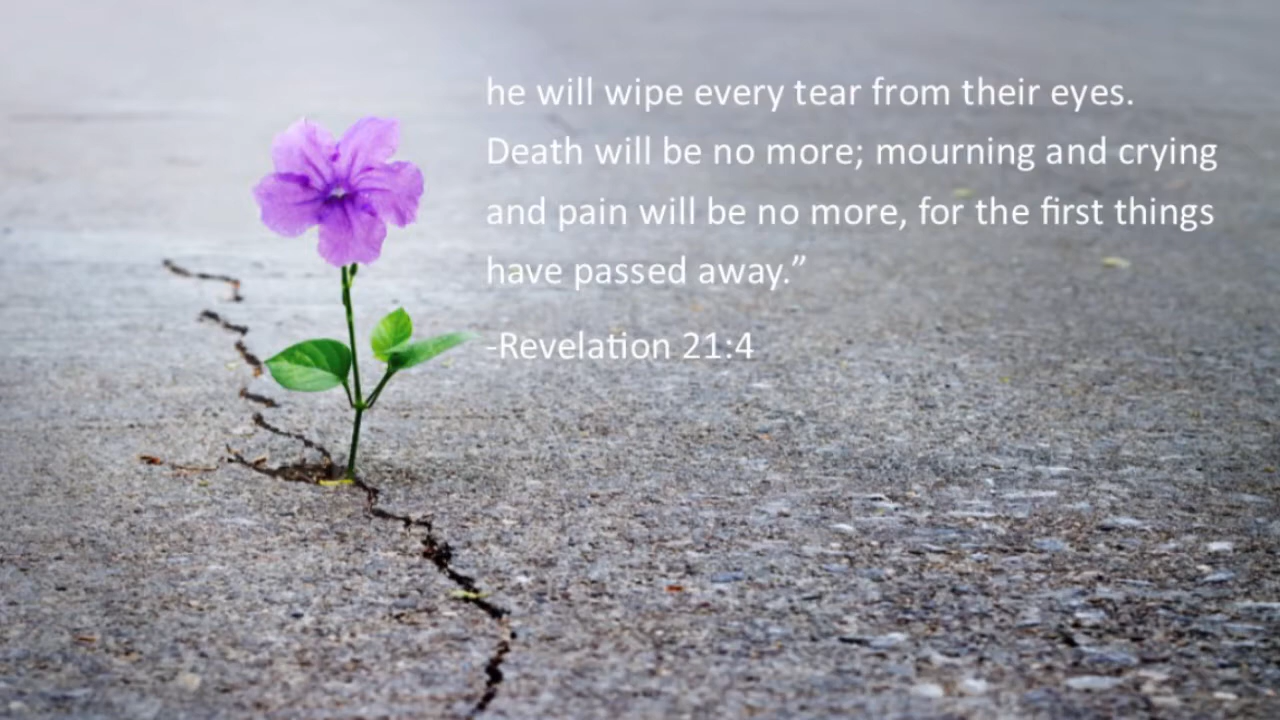 he will wipe every tear from their eyes.
Death will be no more; mourning and crying
and pain will be no more, for the first things
have passed away.”
-Revelation 21:4